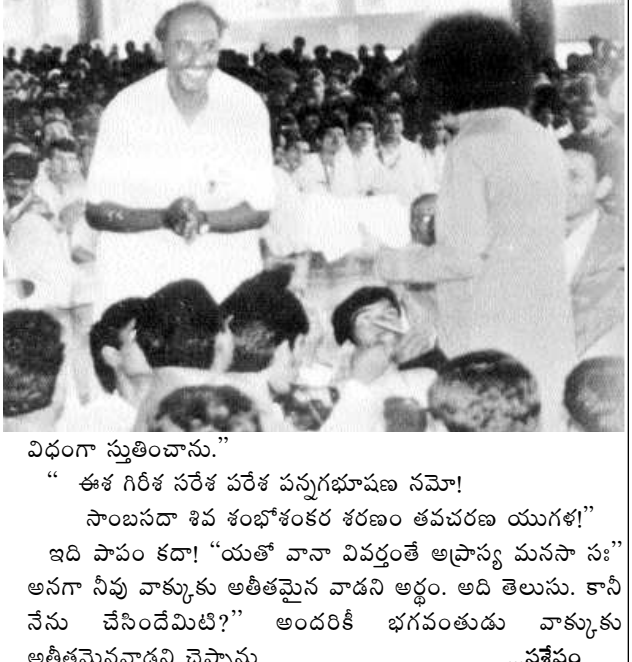 విధంగా స్తుతించాను.”
“ ఈశ గిరీశ సరేశ పరేశ పన్నగభూషణ నమో!
సాంబసదా శివ శంభోశంకర శరణం తవచరణ యుగళ!”
ఇది పాపం కదా! “యతో వానా వివర్తంతే అప్రాస్య మనసా సః”
అనగా నీవు వాక్కుకు అతీతమైన వాడని అర్థం. అది తెలుసు. కానీ
నేను చేసిందేమిటి?” అందరికీ భగవంతుడు వాక్కుకు
అతీతమైనవాడని చెప్పాను. ...సశేషం